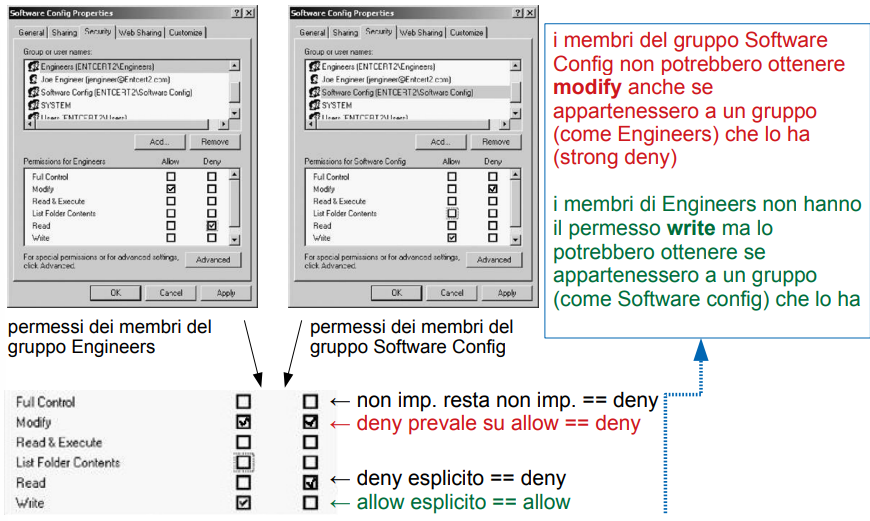 Software Config Properties
General Sharing Security Web Sharing Customize
Group or user names:
Engineers (ENTCERT2\Engineers)
Joe Engineer (jengineer@Entcert2.com)
Software Config (ENTCERT2\Software Config)
SYSTEM
Users (ENTCERT2\Users)
Add... Remove
Permissions for Engineers Allow Deny
Full Control
Modify
Read & Execute
List Folder Contents
Read
Write
For special permissions or for advanced settings,
click Advanced.
Advanced
OK Cancel Apply
permessi dei membri del
gruppo Engineers
Software Config Properties
General Sharing Security Web Sharing Customize
Group or user names:
Engineers (ENTCERT2\Engineers)
Joe Engineer (jengineer@Entcert2.com)
Software Config (ENTCERT2\Software Config)
SYSTEM
Users (ENTCERT2\Users)
Add... Remove
Permissions for Software Config Allow Deny
Full Control
Modify
Read & Execute
List Folder Contents
Read
Write
For special permissions or for advanced settings,
click Advanced.
Advanced
OK Cancel Apply
permessi dei membri del
gruppo Software Config
i membri del gruppo Software
Config non potrebbero ottenere
modify anche se
appartenessero a un gruppo
(come Engineers) che lo ha
(strong deny)
i membri di Engineers non hanno
il permesso write ma lo
potrebbero ottenere se
appartenessero a un gruppo
(come Software config) che lo ha
Full Control ← non imp. resta non imp. == deny
Modify ← deny prevale su allow == deny
Read & Execute
List Folder Contents
Read ← deny esplicito == deny
Write ← allow esplicito == allow